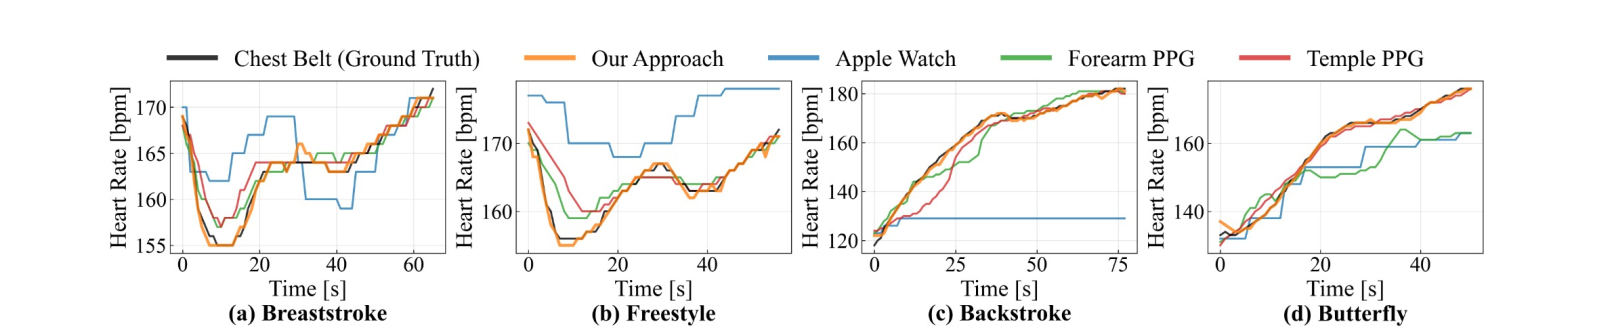 Chest Belt (Ground Truth) Our Approach Apple Watch Forearm PPG Temple PPG
Heart Rate [bpm]
170
165
160
155
0 20 40 60
Time [s]
(a) Breaststroke
Heart Rate [bpm]
170
160
0 20 40
Time [s]
(b) Freestyle
Heart Rate [bpm]
180
160
140
120
0 25 50 75
Time [s]
(c) Backstroke
Heart Rate [bpm]
160
140
0 20 40
Time [s]
(d) Butterfly